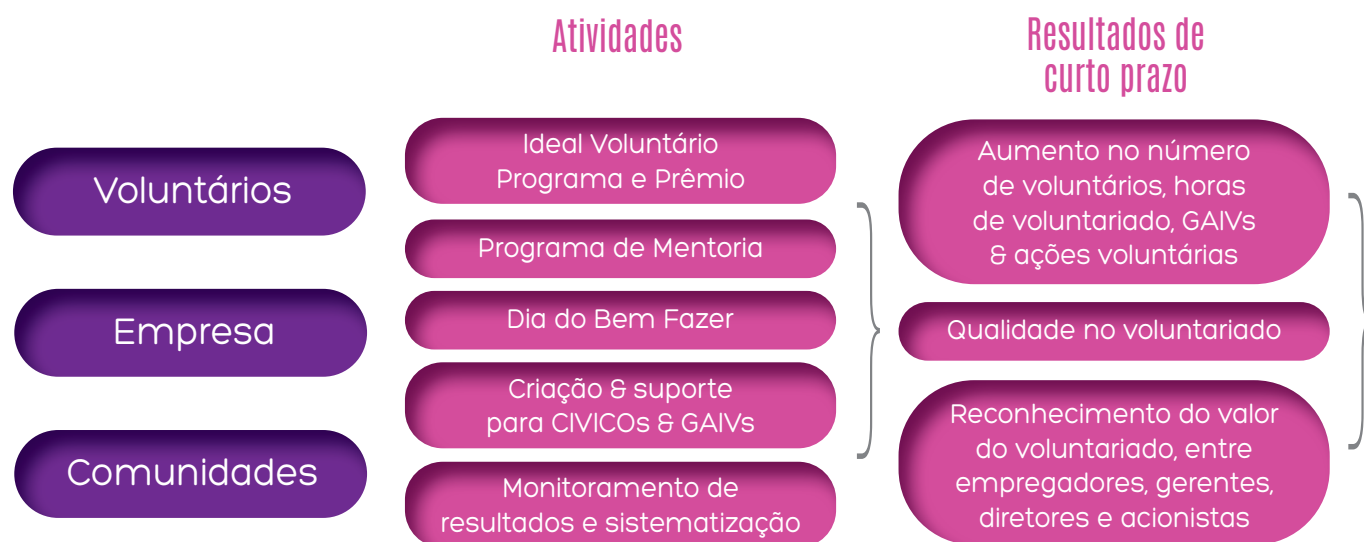 Atividades
Resultados de
curto prazo
Voluntários
Empresa
Comunidades
Ideal Voluntário
Programa e Prêmio
Programa de Mentoria
Dia do Bem Fazer
Criação & suporte
para CIVICOs & GAIVs
Monitoramento de
resultados e sistematização
Aumento no número
de voluntários, horas
de voluntariado, GAIVs
& ações voluntárias
Qualidade no voluntariado
Reconhecimento do valor
do voluntariado, entre
empregadores, gerentes,
diretores e acionistas